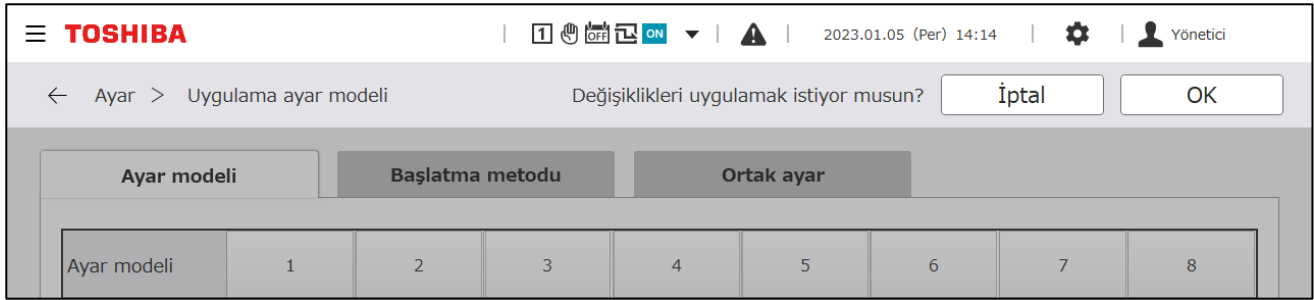 TOSHIBA 1 OFF ON 2023.01.05 (Per) 14:14 Yönetici
← Ayar > Uygulama ayar modeli Değişiklikleri uygulamak istiyor musun? İptal OK
Ayar modeli Başlatma metodu Ortak ayar
Ayar modeli 1 2 3 4 5 6 7 8